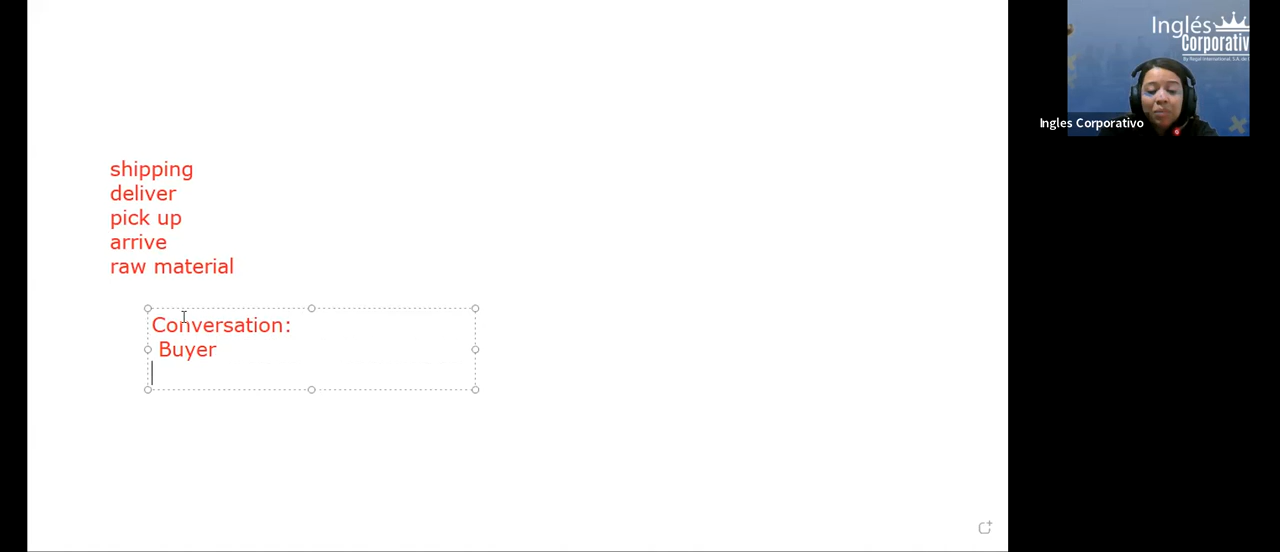 shipping
deliver
pick up
arrive
raw material
Conversation:
Buyer
Inglés
Corporativ
Ingles Corporativo